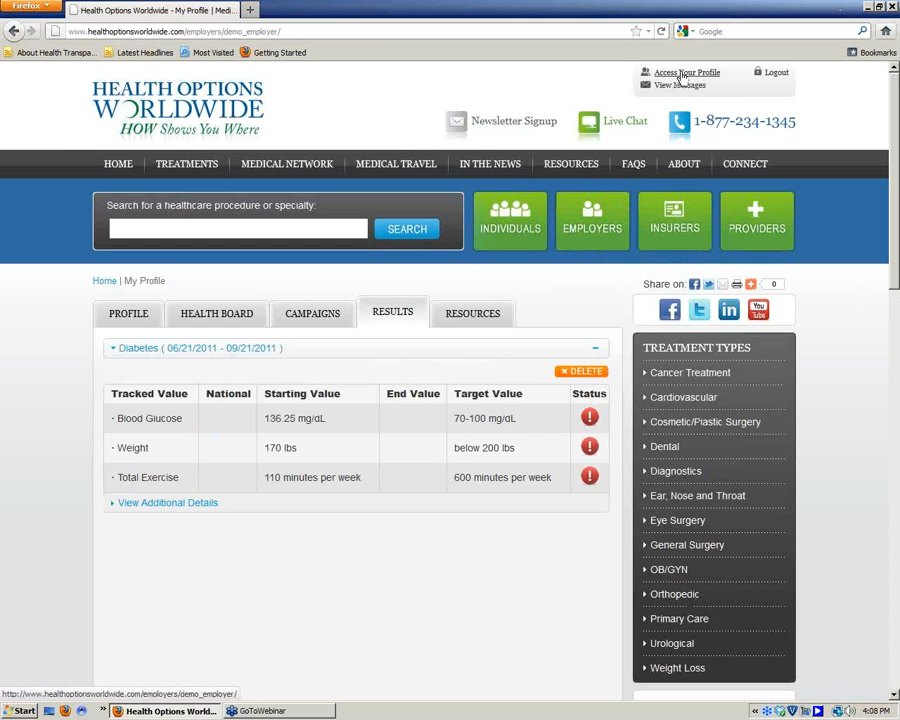 Firefox
Health Options Worldwide - My Profile | Medi...
www.healthoptionsworldwide.com/employers/demo_employer/
Google
About Health Transpa...
Latest Headlines
Most Visited
Getting Started
Bookmarks
HEALTH OPTIONS
WORLDWIDE
HOW Shows You Where
Access Your Profile
Logout
View Messages
Newsletter Signup
Live Chat
1-877-234-1345
HOME
TREATMENTS
MEDICAL NETWORK
MEDICAL TRAVEL
IN THE NEWS
RESOURCES
FAQS
ABOUT
CONNECT
Search for a healthcare procedure or specialty:
SEARCH
INDIVIDUALS
EMPLOYERS
INSURERS
PROVIDERS
Home | My Profile
Share on:
0
PROFILE
HEALTH BOARD
CAMPAIGNS
RESULTS
RESOURCES
You
Tube
Diabetes ( 06/21/2011 - 09/21/2011 )
DELETE
Tracked Value National Starting Value End Value Target Value Status
Blood Glucose 136.25 mg/dL 70-100 mg/dL
Weight 170 lbs below 200 lbs
Total Exercise 110 minutes per week 600 minutes per week
View Additional Details
TREATMENT TYPES
Cancer Treatment
Cardiovascular
Cosmetic/Plastic Surgery
Dental
Diagnostics
Ear, Nose and Throat
Eye Surgery
General Surgery
OB/GYN
Orthopedic
Primary Care
Urological
Weight Loss
http://www.healthoptionsworldwide.com/employers/demo_employer/
Start
Health Options Worl...
GoToWebinar
4:08 PM